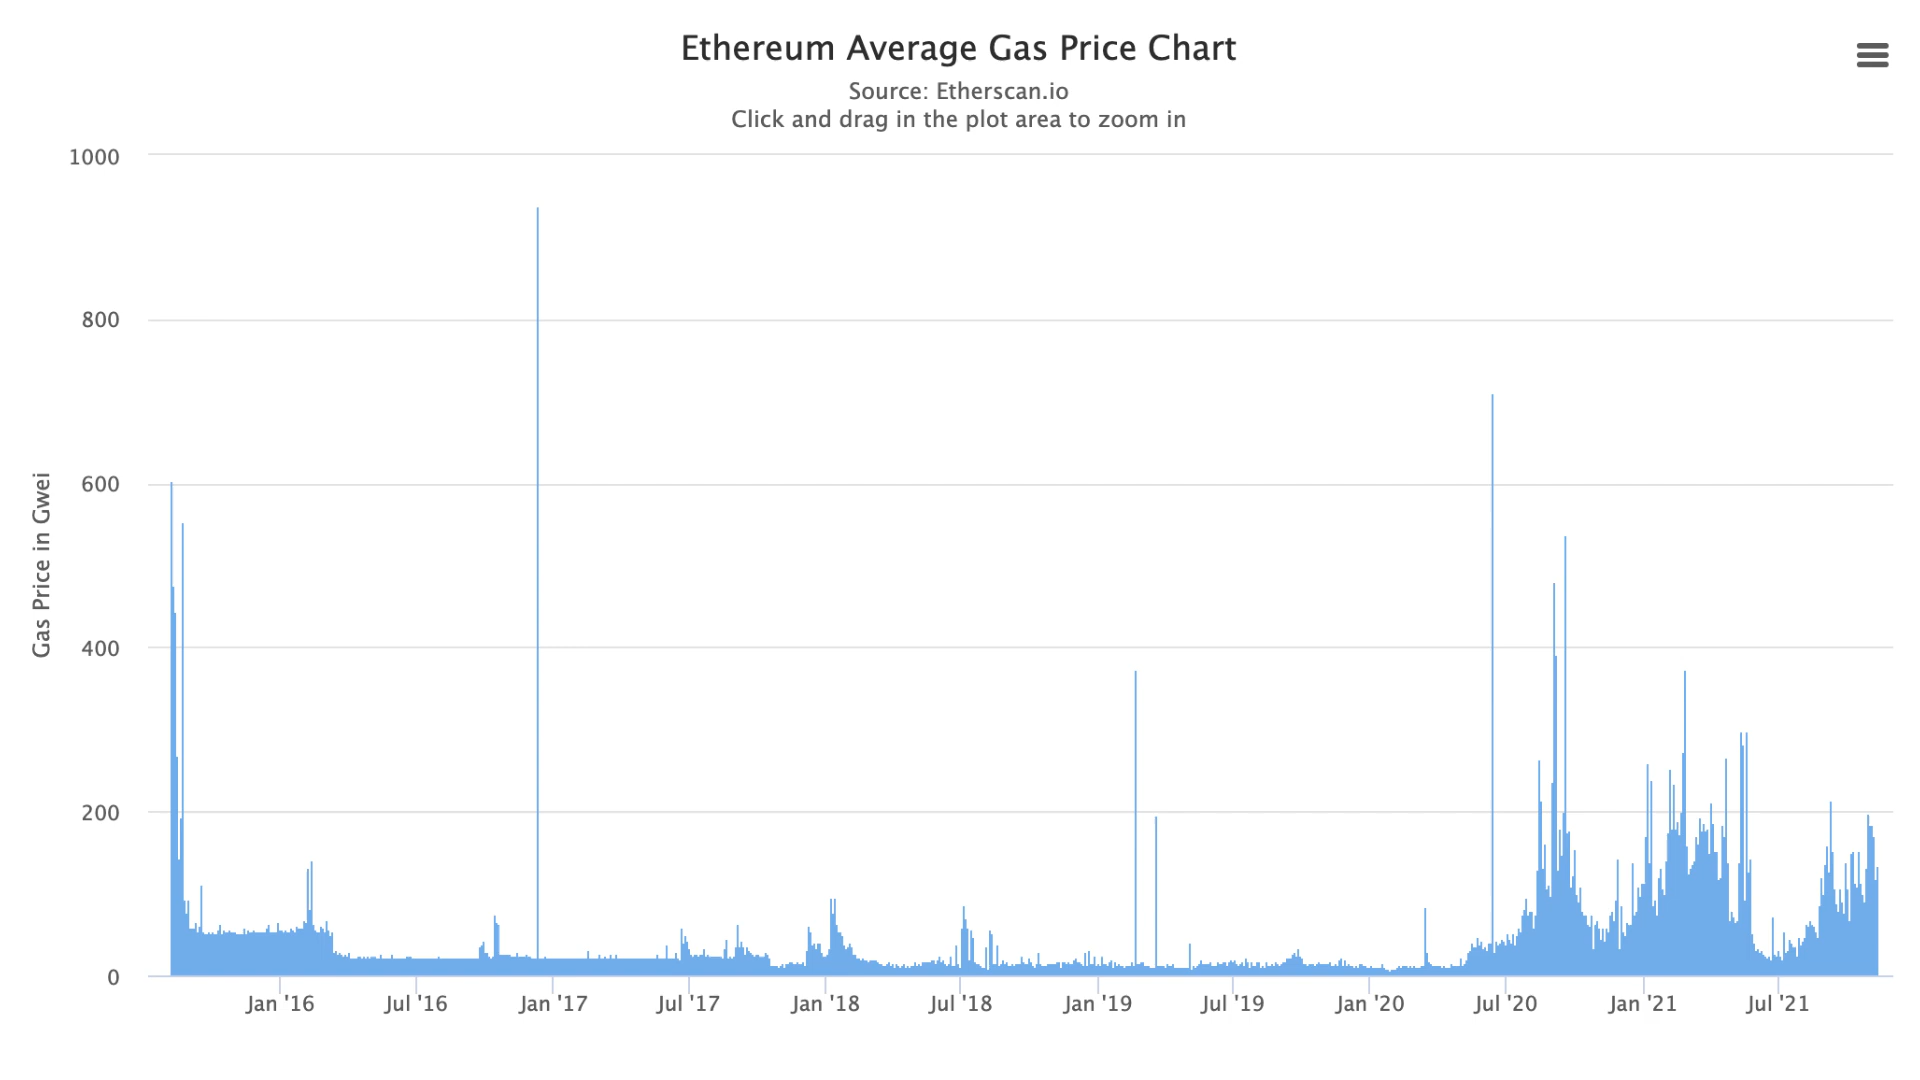 Ethereum Average Gas Price Chart
Source: Etherscan.io
Click and drag in the plot area to zoom in
Gas Price in Gwei
1000
800
600
400
200
0
Jan '16
Jul '16
Jan '17
Jul '17
Jan '18
Jul '18
Jan '19
Jul '19
Jan '20
Jul '20
Jan '21
Jul '21